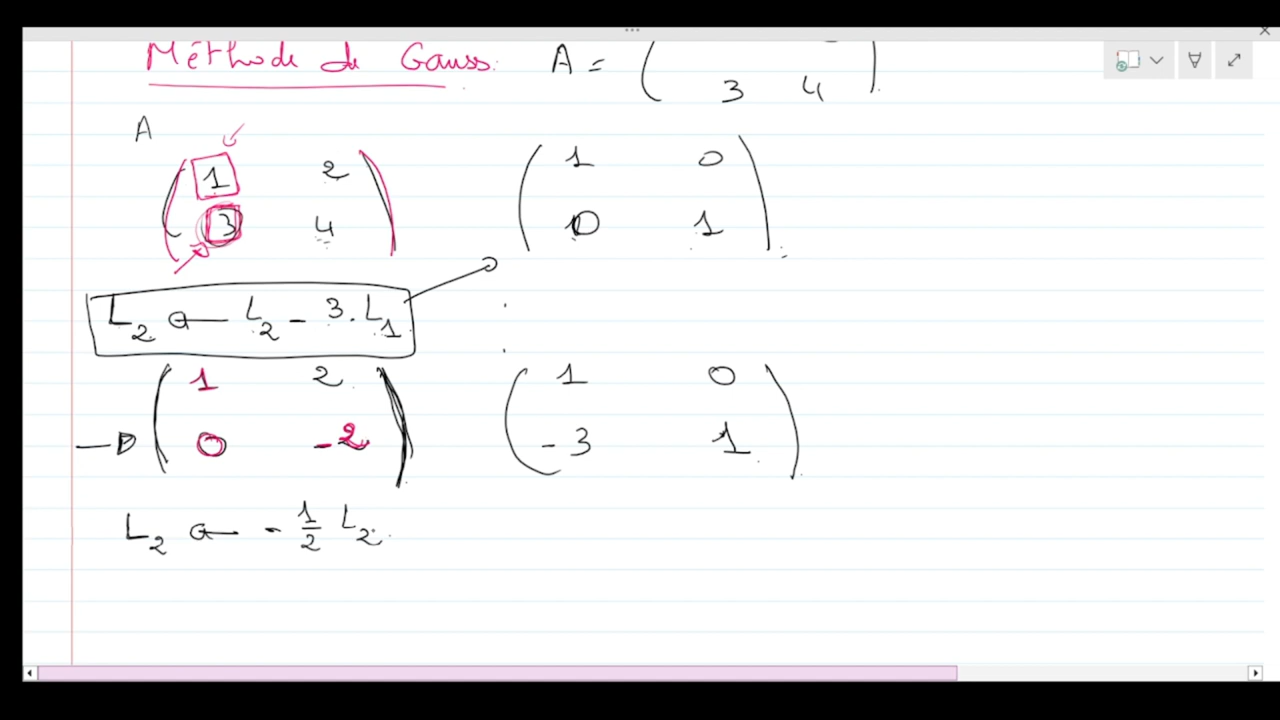 Méthode de Gauss. A = (
3 4
A
( 1 2 ) ( 1 0 )
( 3 4 ) ( 0 1 )
L₂ ← L₂ - 3. L₁
( 1 2 ) ( 1 0 )
→ ( 0 -2 ) ( -3 1 )
L₂ ← - 1/2 L₂